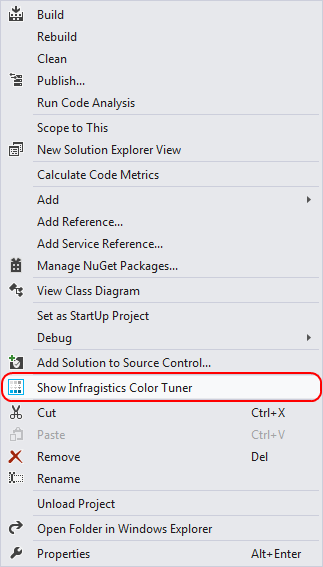 Build
Rebuild
Clean
Publish...
Run Code Analysis
Scope to This
New Solution Explorer View
Calculate Code Metrics
Add
Add Reference...
Add Service Reference...
Manage NuGet Packages...
View Class Diagram
Set as StartUp Project
Debug
Add Solution to Source Control...
Show Infragistics Color Tuner
Cut Ctrl+X
Paste Ctrl+V
Remove Del
Rename
Unload Project
Open Folder in Windows Explorer
Properties Alt+Enter